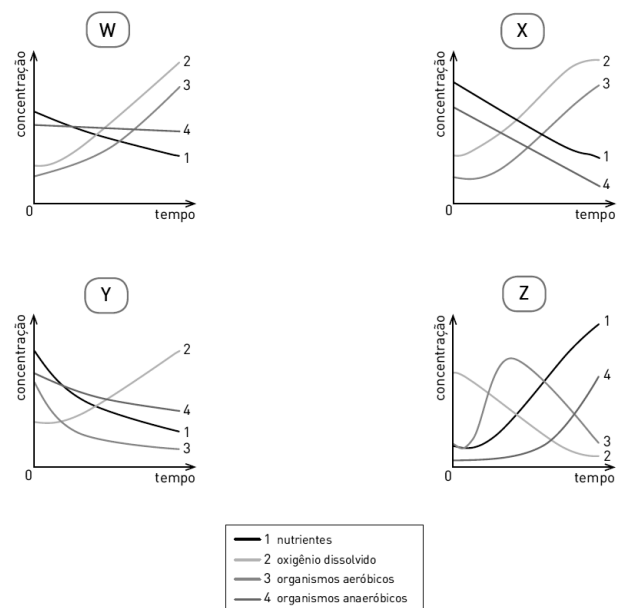 W
concentração
2
3
4
1
0
tempo
X
concentração
2
3
1
4
0
tempo
Y
concentração
2
4
1
3
0
tempo
Z
concentração
1
4
3
2
0
tempo
1 nutrientes
2 oxigênio dissolvido
3 organismos aeróbicos
4 organismos anaeróbicos